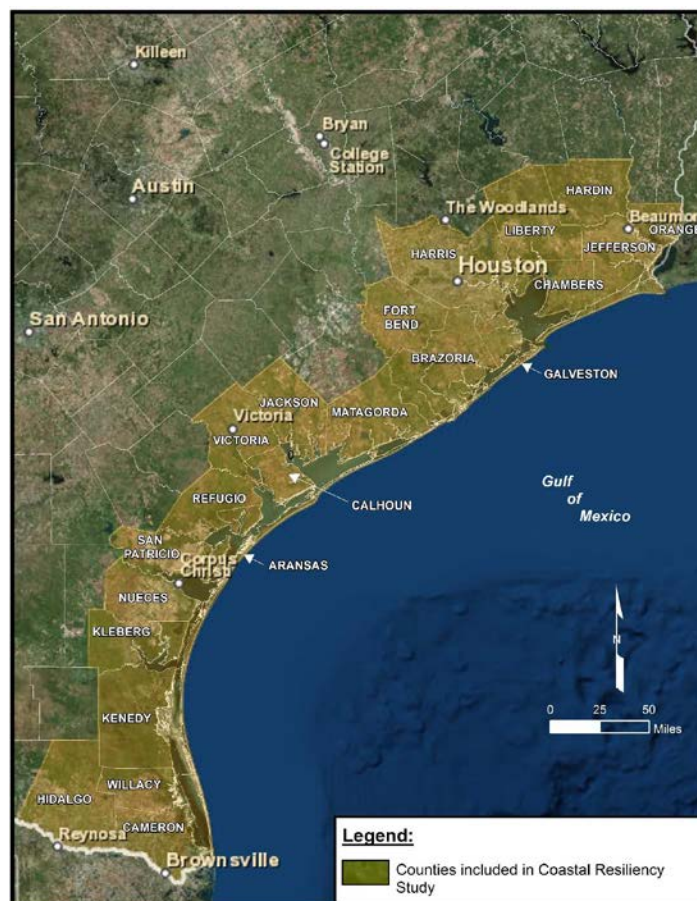 Killeen
Bryan
College
Station
Austin
HARDIN
The Woodlands
Beaumont
ORANGE
LIBERTY
JEFFERSON
HARRIS
Houston
CHAMBERS
San Antonio
FORT
BEND
BRAZORIA
GALVESTON
JACKSON
MATAGORDA
Victoria
VICTORIA
Gulf
of
Mexico
REFUGIO
CALHOUN
SAN
PATRICIO
ARANSAS
Corpus
Christi
NUECES
KLEBERG
N
KENEDY
0 25 50
Miles
WILLACY
HIDALGO
CAMERON
Reynosa
Brownsville
Legend:
Counties included in Coastal Resiliency
Study